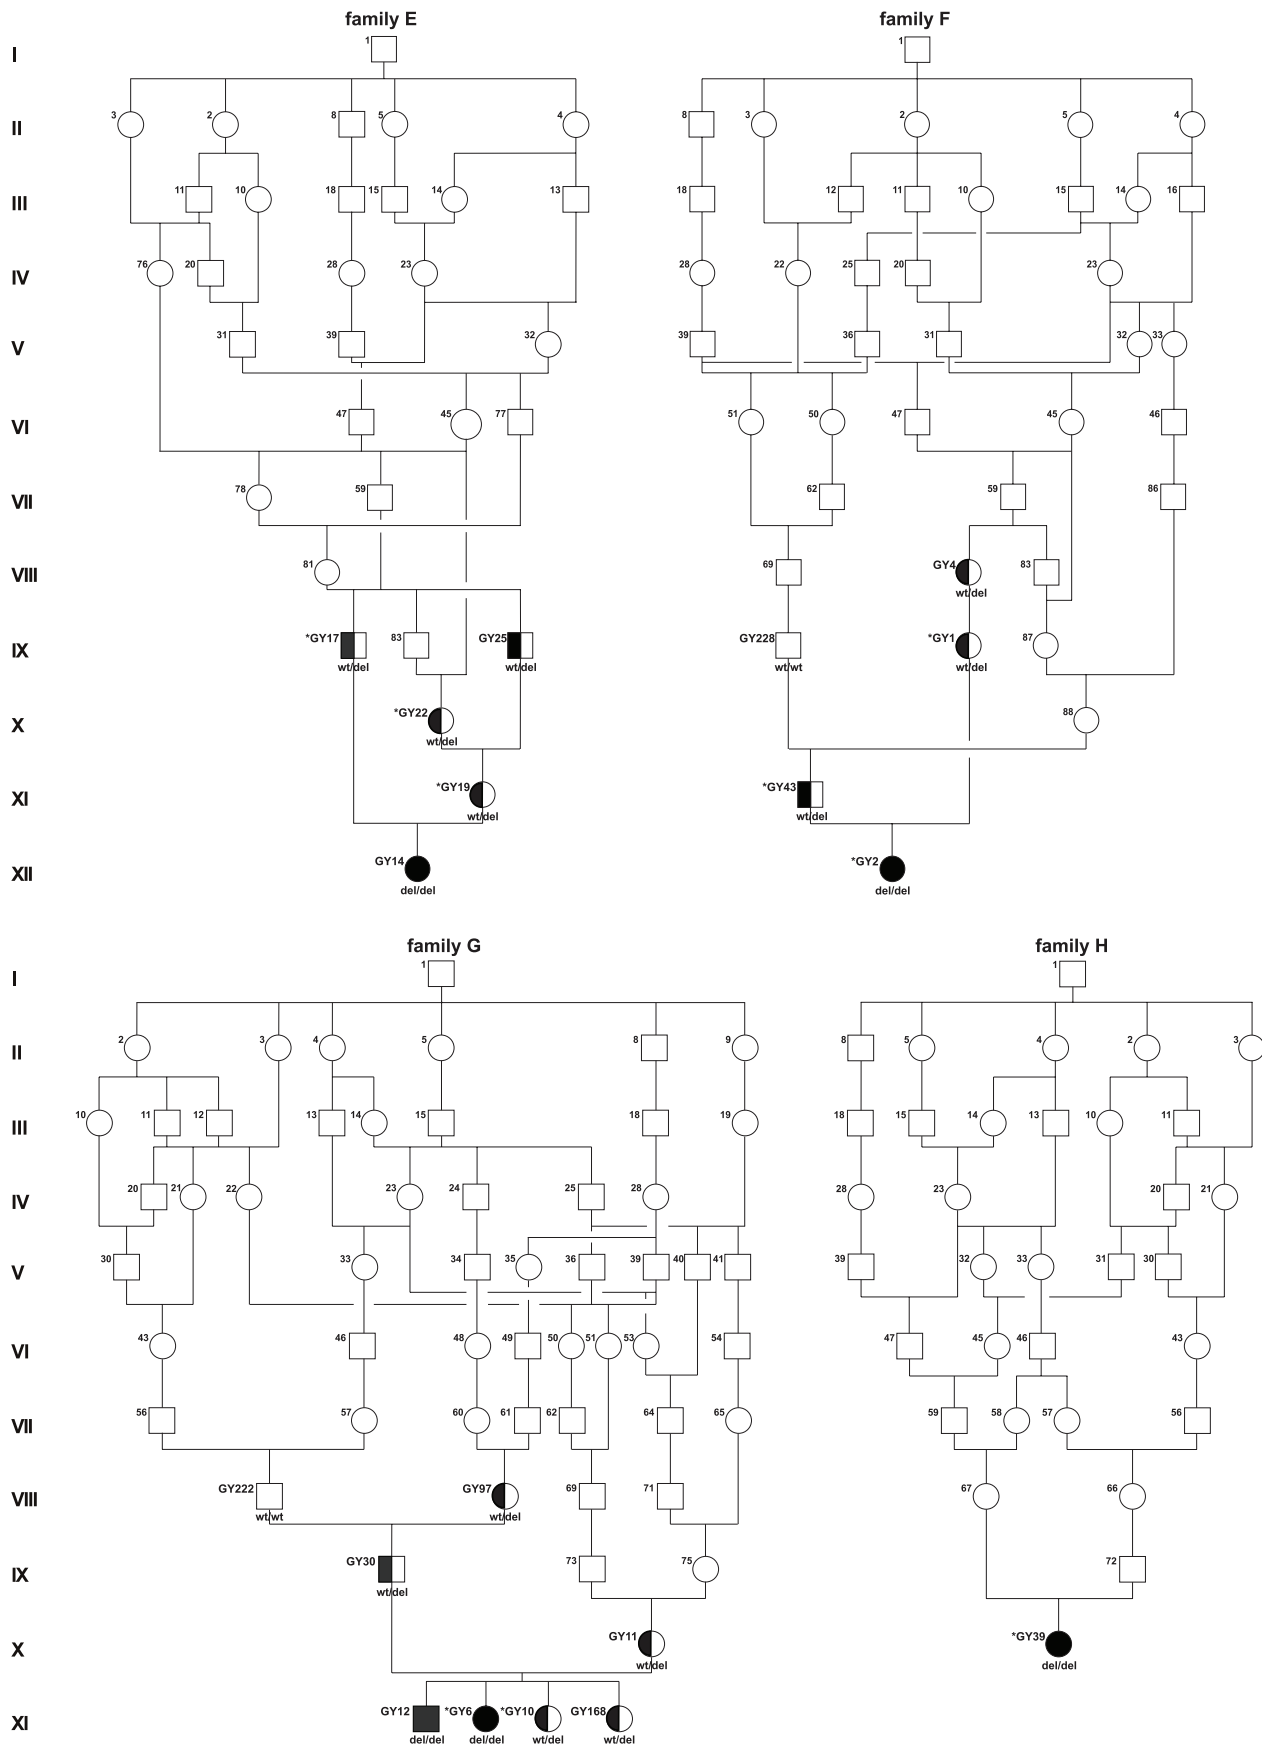 family E family F
I 1 1
II 3 2 8 5 4 8 3 2 5 4
III 11 10 18 15 14 13 18 12 11 10 15 14 16
IV 76 20 28 23 28 22 25 20 23
V 31 39 32 39 36 31 32 33
VI 47 45 77 51 50 47 45 46
VII 78 59 62 59 86
VIII 81 69 GY4 83
wt/del
IX *GY17 83 GY25 GY228 *GY1 87
wt/del wt/del wt/wt wt/del
X *GY22 88
wt/del
XI *GY19 *GY43
wt/del wt/del
XII GY14 *GY2
del/del del/del
family G family H
I 1 1
II 2 3 4 5 8 9 8 5 4 2 3
III 10 11 12 13 14 15 18 19 18 15 14 13 10 11
IV 20 21 22 23 24 25 28 28 23 20 21
V 30 33 34 35 36 39 40 41 39 32 33 31 30
VI 43 46 48 49 50 51 53 54 47 45 46 43
VII 56 57 60 61 62 64 65 59 58 57 56
VIII GY222 GY97 69 71 67 66
wt/wt wt/del
IX GY30 73 75 72
wt/del
X GY11 *GY39
wt/del del/del
XI GY12 *GY6 *GY10 GY168
del/del del/del wt/del wt/del